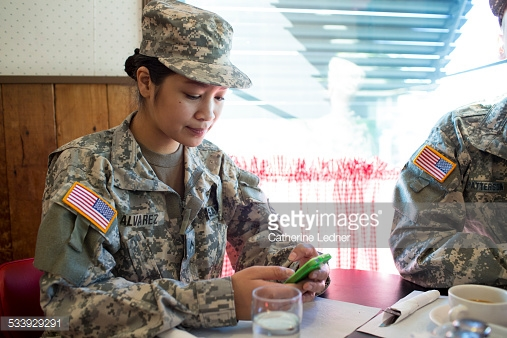 ALVAREZ
gettyimages®
Catherine Ledner
533929291